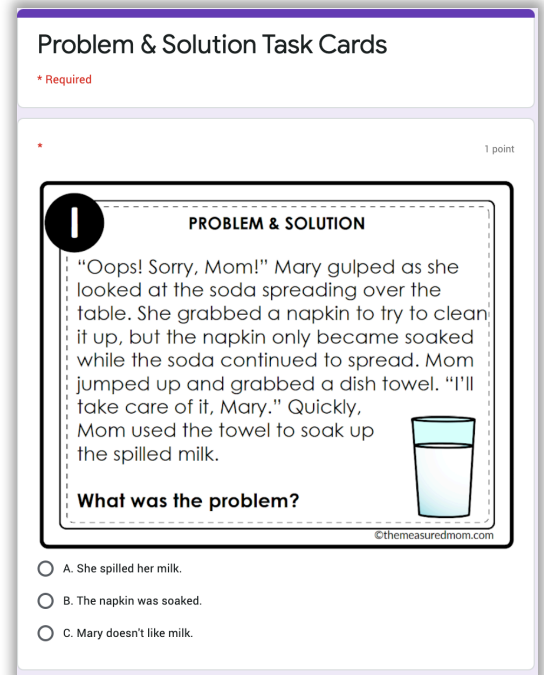 Problem & Solution Task Cards
* Required
*
1 point
1
PROBLEM & SOLUTION
“Oops! Sorry, Mom!” Mary gulped as she
looked at the soda spreading over the
table. She grabbed a napkin to try to clean
it up, but the napkin only became soaked
while the soda continued to spread. Mom
jumped up and grabbed a dish towel. “I’ll
take care of it, Mary.” Quickly,
Mom used the towel to soak up
the spilled milk.
What was the problem?
©themeasuredmom.com
A. She spilled her milk.
B. The napkin was soaked.
C. Mary doesn't like milk.